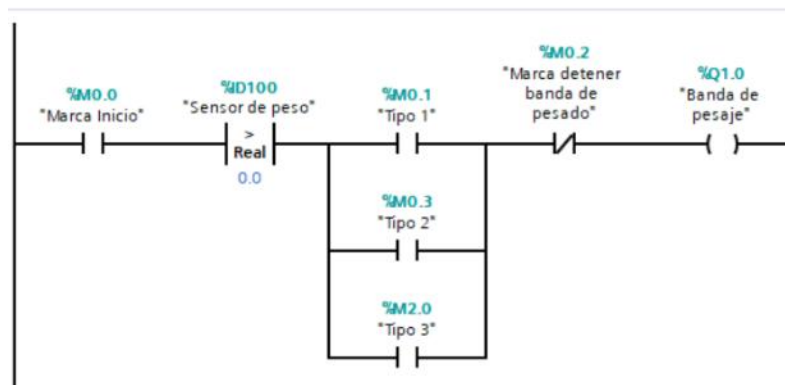 %M0.0
"Marca Inicio"
%ID100
"Sensor de peso"
>
Real
0.0
%M0.1
"Tipo 1"
%M0.3
"Tipo 2"
%M2.0
"Tipo 3"
%M0.2
"Marca detener
banda de
pesado"
%Q1.0
"Banda de
pesaje"